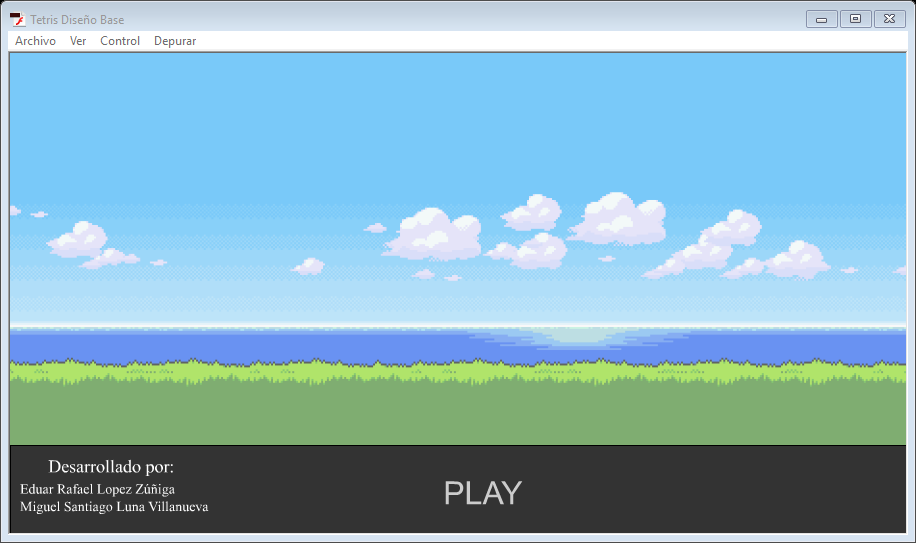 Tetris Diseño Base
Archivo Ver Control Depurar
Desarrollado por:
Eduar Rafael Lopez Zúñiga
Miguel Santiago Luna Villanueva
PLAY